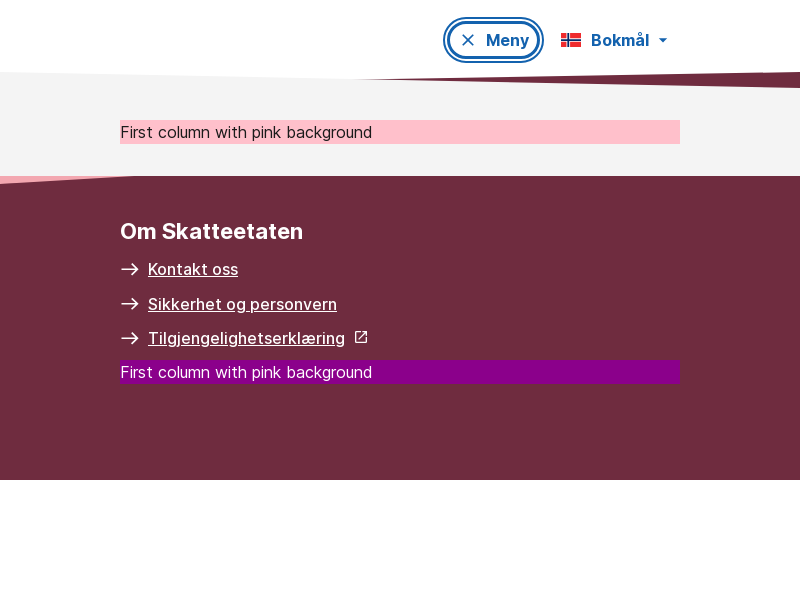 Meny
Bokmål
First column with pink background
Om Skatteetaten
Kontakt oss
Sikkerhet og personvern
Tilgjengelighetserklæring
First column with pink background